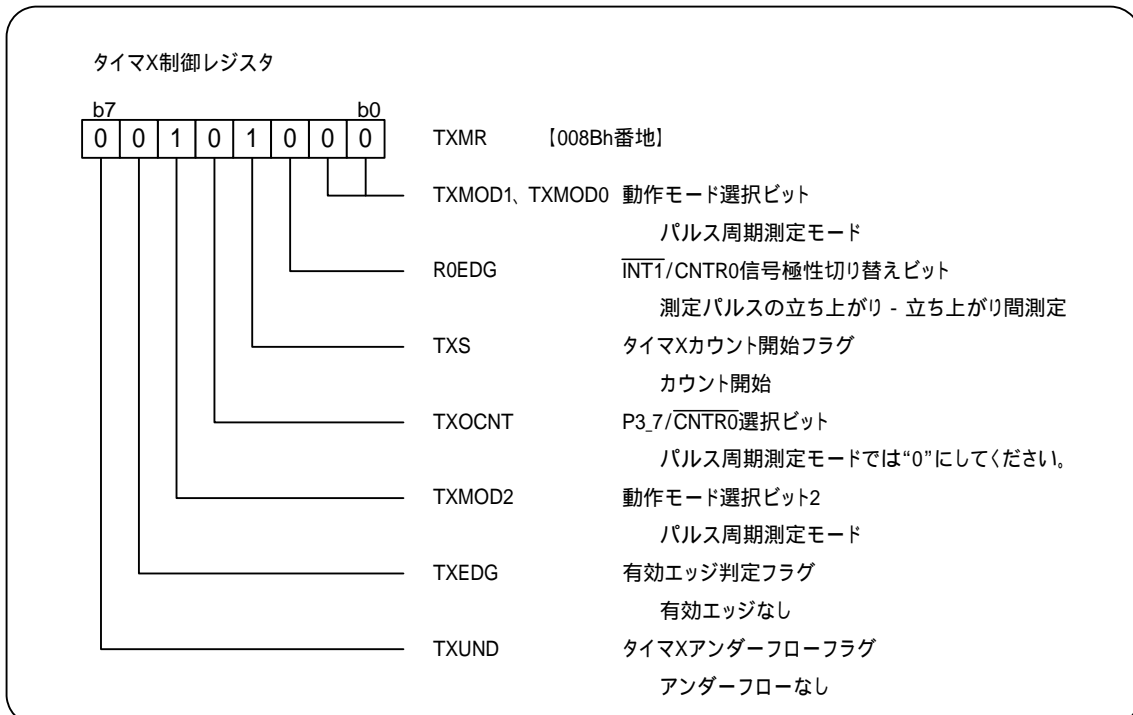 タイマX制御レジスタ
b7 b0
0 0 1 0 1 0 0 0 TXMR 【008Bh番地】
TXMOD1、TXMOD0 動作モード選択ビット
パルス周期測定モード
R0EDG INT1/CNTR0信号極性切り替えビット
測定パルスの立ち上がり - 立ち上がり間測定
TXS タイマXカウント開始フラグ
カウント開始
TXOCNT P3_7/CNTR0選択ビット
パルス周期測定モードでは“0”にしてください。
TXMOD2 動作モード選択ビット2
パルス周期測定モード
TXEDG 有効エッジ判定フラグ
有効エッジなし
TXUND タイマXアンダーフローフラグ
アンダーフローなし